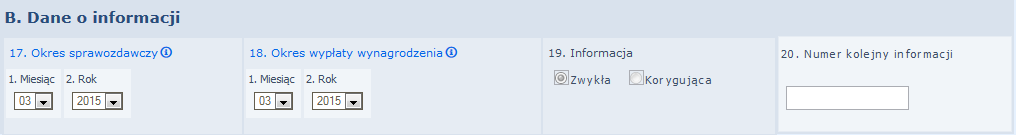 B. Dane o informacji
17. Okres sprawozdawczy
18. Okres wypłaty wynagrodzenia
19. Informacja
20. Numer kolejny informacji
1. Miesiąc 2. Rok
03 2015
1. Miesiąc 2. Rok
03 2015
Zwykła Korygująca